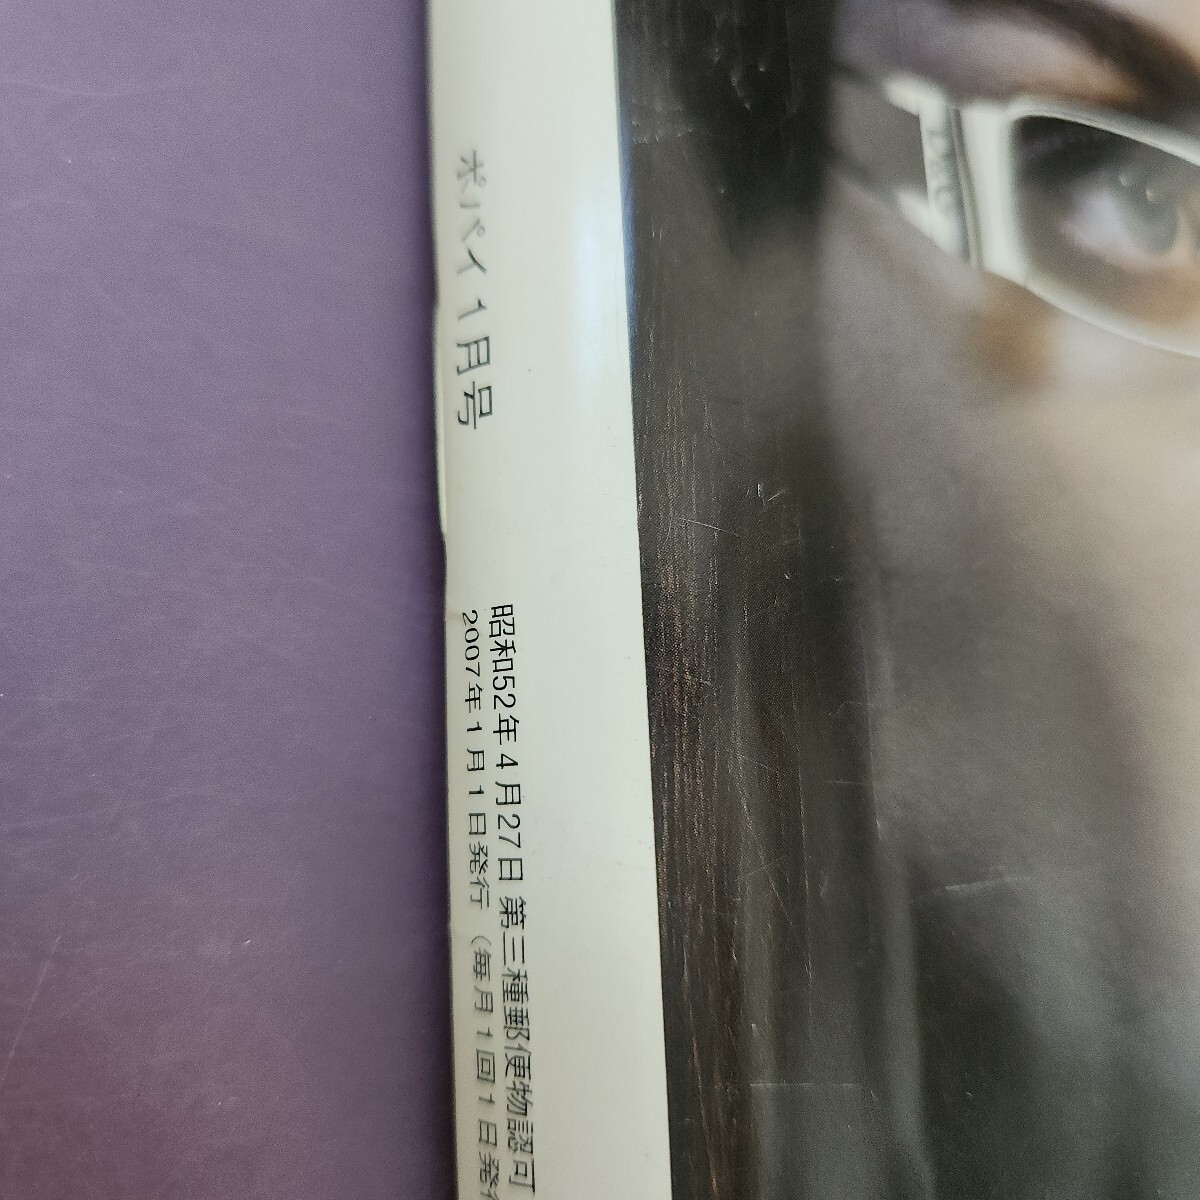 ポパイ1月号
昭和52年4月27日 第三種郵便物認可
2007年1月1日発行 (毎月1回1日発行